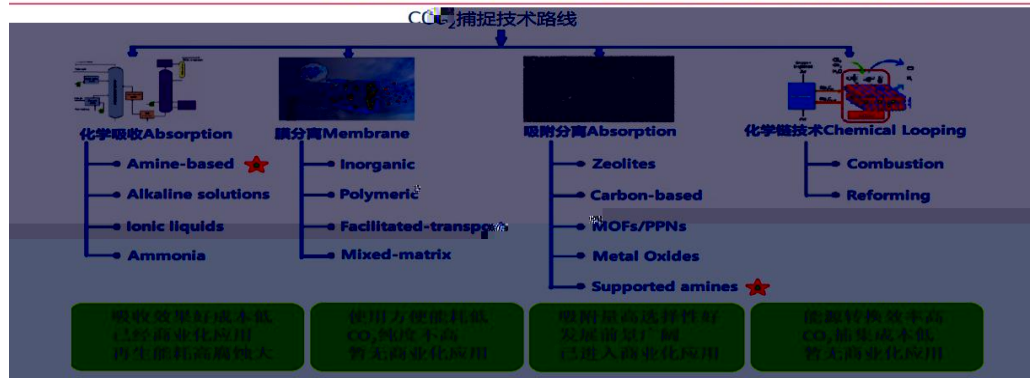 CO₂捕捉技术路线
化学吸收Absorption
膜分离Membrane
吸附分离Absorption
化学链技术Chemical Looping
Amine-based
Alkaline solutions
Ionic liquids
Ammonia
Inorganic
Polymeric
Facilitated-transport
Mixed-matrix
Zeolites
Carbon-based
MOFs/PPNs
Metal Oxides
Supported amines
Combustion
Reforming
吸收效果好成本低
已经商业化应用
再生能耗高腐蚀大
使用方便能耗低
CO₂纯度不高
暂无商业化应用
吸附量高选择性好
发展前景广阔
已进入商业化应用
能源转换效率高
CO₂捕集成本低
暂无商业化应用